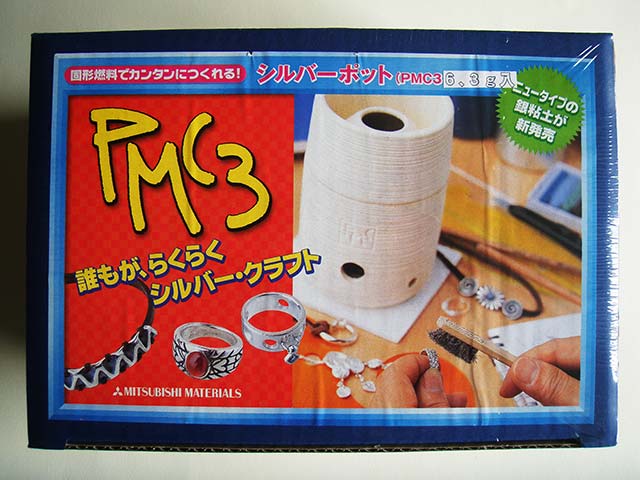 固形燃料でカンタンにつくれる!
シルバーポット(PMC3 6.3g入
ニュータイプの
銀粘土が
新発売
PMC3
誰もが、らくらく
シルバー・クラフト
MITSUBISHI MATERIALS